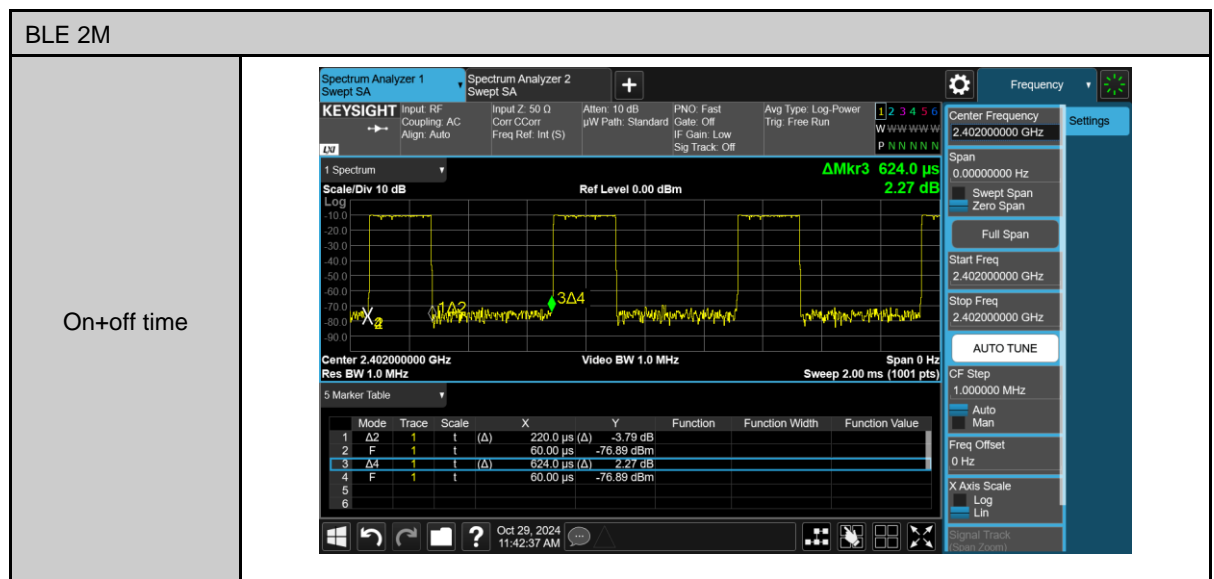 BLE 2M
On+off time
Spectrum Analyzer 1
Swept SA
Spectrum Analyzer 2
Swept SA
+
Frequency
KEYSIGHT
Input: RF
Coupling: AC
Align: Auto
Input Z: 50 Ω
Corr CCorr
Freq Ref: Int (S)
Atten: 10 dB
µW Path: Standard
PNO: Fast
Gate: Off
IF Gain: Low
Sig Track: Off
Avg Type: Log-Power
Trig: Free Run
1 2 3 4 5 6
W W W W W W
P N N N N N
LXI
1 Spectrum
ΔMkr3 624.0 µs
2.27 dB
Scale/Div 10 dB
Ref Level 0.00 dBm
Log
-10.0
-20.0
-30.0
-40.0
-50.0
-60.0
-70.0
-80.0
-90.0
1Δ2
3Δ4
Center 2.402000000 GHz
Video BW 1.0 MHz
Span 0 Hz
Res BW 1.0 MHz
Sweep 2.00 ms (1001 pts)
5 Marker Table
Mode Trace Scale X Y Function Function Width Function Value
1 Δ2 1 t (Δ) 220.0 µs (Δ) -3.79 dB
2 F 1 t 60.00 µs -76.89 dBm
3 Δ4 1 t (Δ) 624.0 µs (Δ) 2.27 dB
4 F 1 t 60.00 µs -76.89 dBm
5
6
?
Oct 29, 2024
11:42:37 AM
Center Frequency
2.402000000 GHz
Settings
Span
0.00000000 Hz
Swept Span
Zero Span
Full Span
Start Freq
2.402000000 GHz
Stop Freq
2.402000000 GHz
AUTO TUNE
CF Step
1.000000 MHz
Auto
Man
Freq Offset
0 Hz
X Axis Scale
Log
Lin
Signal Track
(Span Zoom)